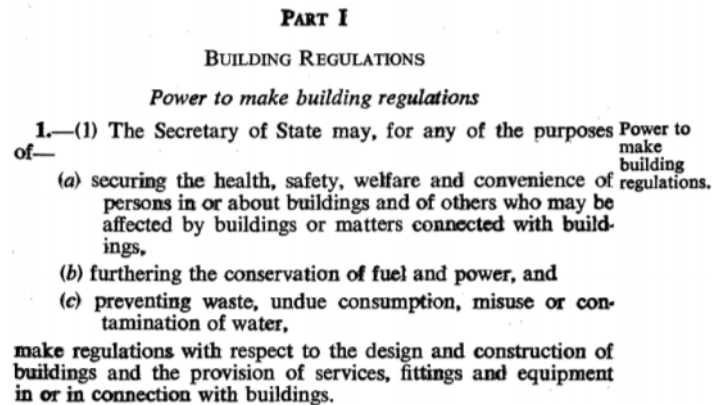 PART I
BUILDING REGULATIONS
Power to make building regulations
1.—(1) The Secretary of State may, for any of the purposes
of—
Power to
make
building
regulations.
(a) securing the health, safety, welfare and convenience of
persons in or about buildings and of others who may be
affected by buildings or matters connected with build-
ings,
(b) furthering the conservation of fuel and power, and
(c) preventing waste, undue consumption, misuse or con-
tamination of water,
make regulations with respect to the design and construction of
buildings and the provision of services, fittings and equipment
in or in connection with buildings.